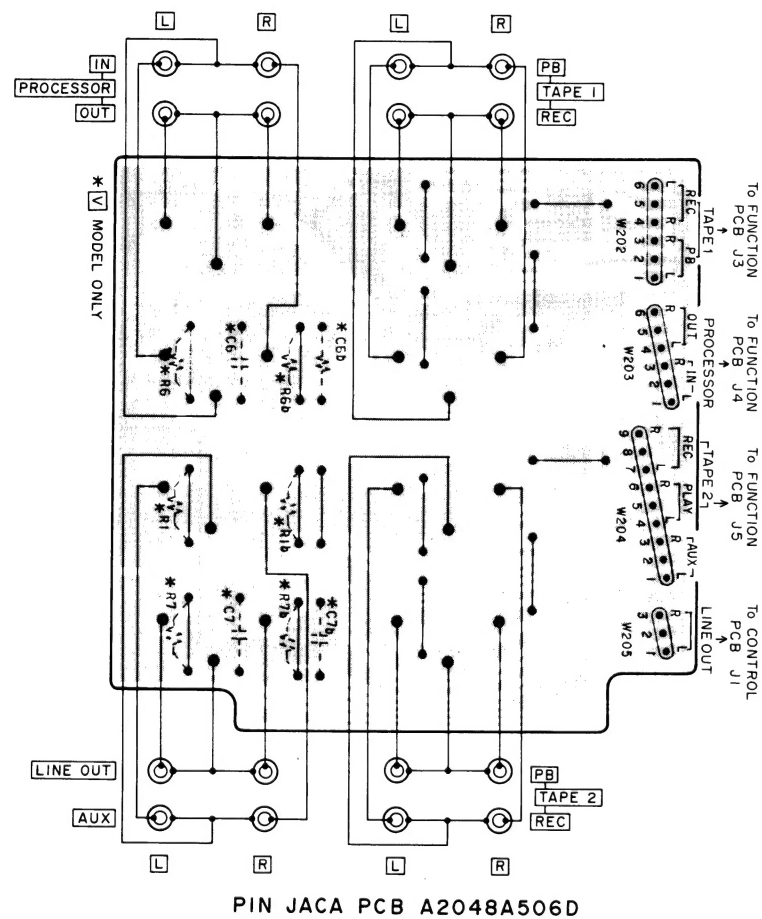 L R L R
IN
PROCESSOR
OUT
PB
TAPE 1
REC
* V MODEL ONLY
To FUNCTION PCB J3
TAPE1
REC PB
L R R L
6 5 4 3 2 1
W202
To FUNCTION PCB J4
PROCESSOR
OUT IN
R L R L
6 5 4 3 2 1
W203
To FUNCTION PCB J5
TAPE2
REC PLAY AUX
R L R L R L
9 8 7 6 5 4 3 2 1
W204
To CONTROL PCB J1
LINEOUT
R L
3 2 1
W205
*R6
*C6
*R6b
*C6b
*R1
*R1b
*R7
*C7
*R7b
*C7b
LINE OUT
AUX
PB
TAPE 2
REC
L R L R
PIN JACA PCB A2048A506D